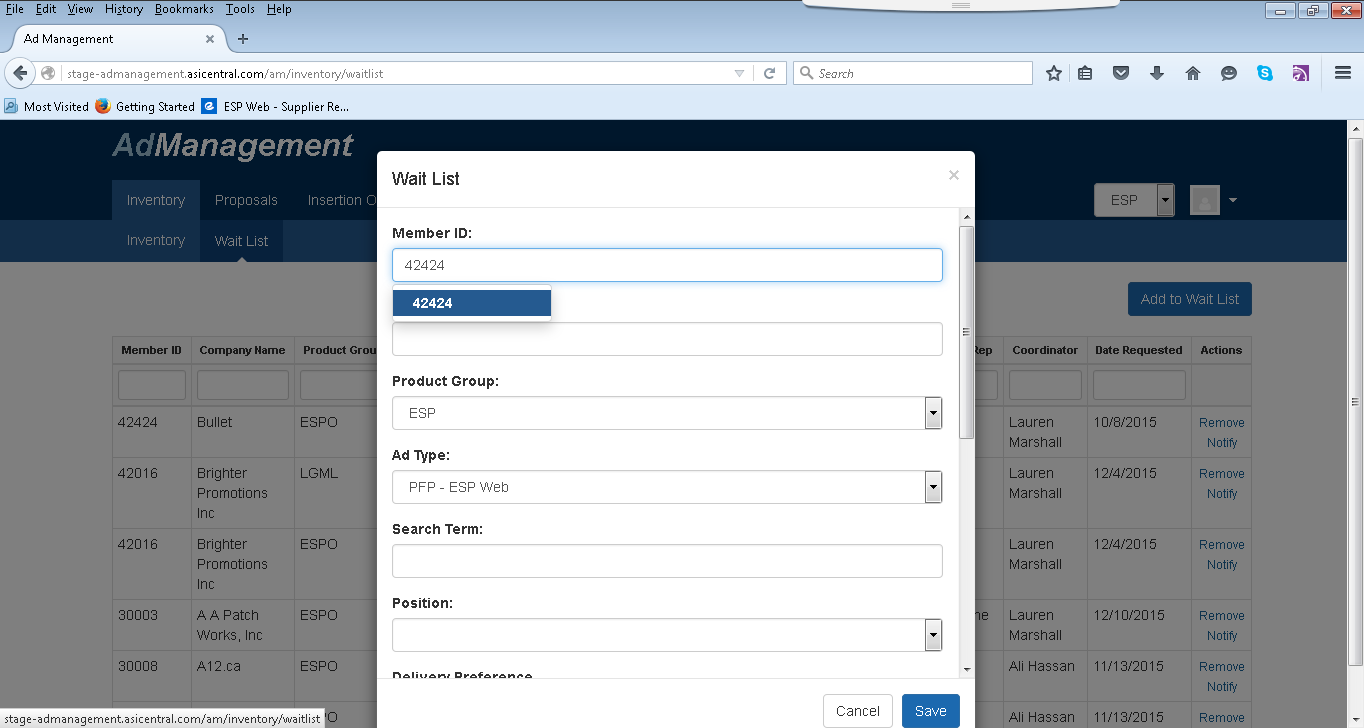 File Edit View History Bookmarks Tools Help
Ad Management × +
stage-admanagement.asicentral.com/am/inventory/waitlist Search
Most Visited Getting Started ESP Web - Supplier Re...
AdManagement
Inventory Proposals Insertion O ESP
Inventory Wait List
Wait List ×
Member ID:
42424
42424
Product Group:
ESP
Ad Type:
PFP - ESP Web
Search Term:
Position:
Delivery Preference
Cancel Save
Add to Wait List
Member ID Company Name Product Grou Rep Coordinator Date Requested Actions
42424 Bullet ESPO Lauren 10/8/2015 Remove
Marshall Notify
42016 Brighter LGML Lauren 12/4/2015 Remove
Promotions Marshall Notify
Inc
42016 Brighter ESPO Lauren 12/4/2015 Remove
Promotions Marshall Notify
Inc
30003 A A Patch ESPO ne Lauren 12/10/2015 Remove
Works, Inc Marshall Notify
30008 A12.ca ESPO Ali Hassan 11/13/2015 Remove
Notify
PO Ali Hassan 11/13/2015 Remove
stage-admanagement.asicentral.com/am/inventory/waitlist